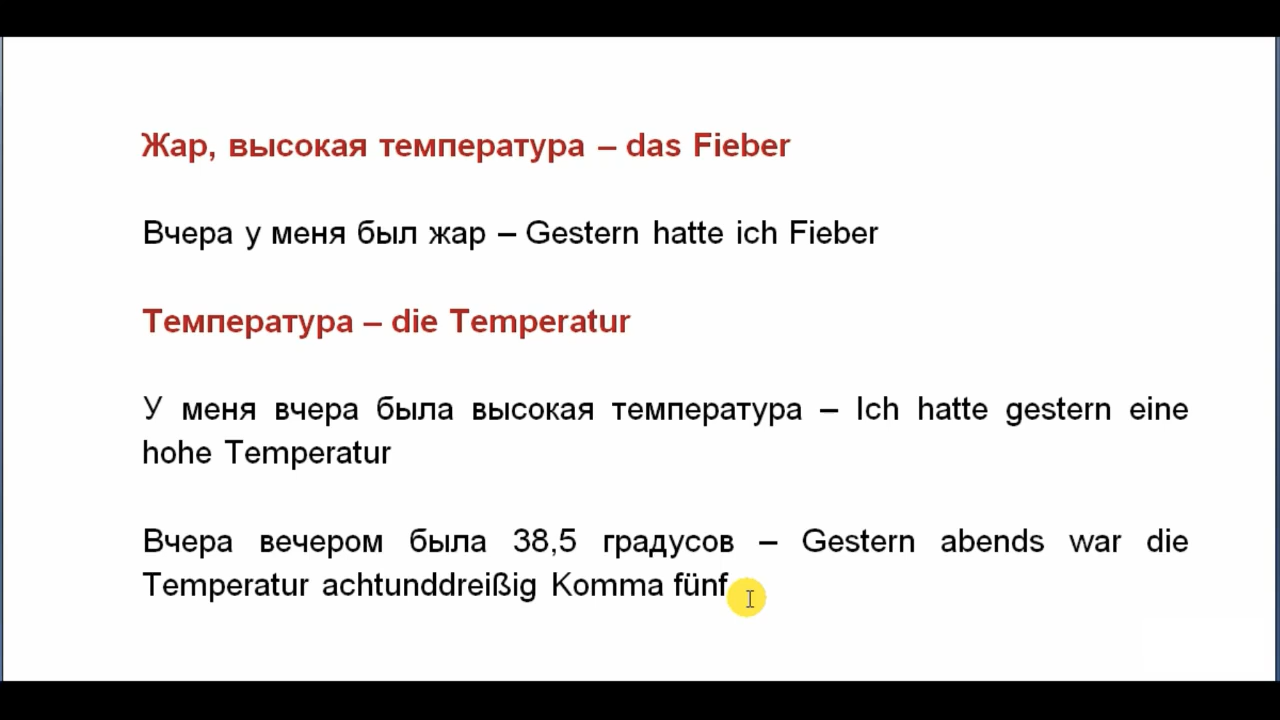 Жар, высокая температура – das Fieber
Вчера у меня был жар – Gestern hatte ich Fieber
Температура – die Temperatur
У меня вчера была высокая температура – Ich hatte gestern eine
hohe Temperatur
Вчера вечером была 38,5 градусов – Gestern abends war die
Temperatur achtunddreißig Komma fünf